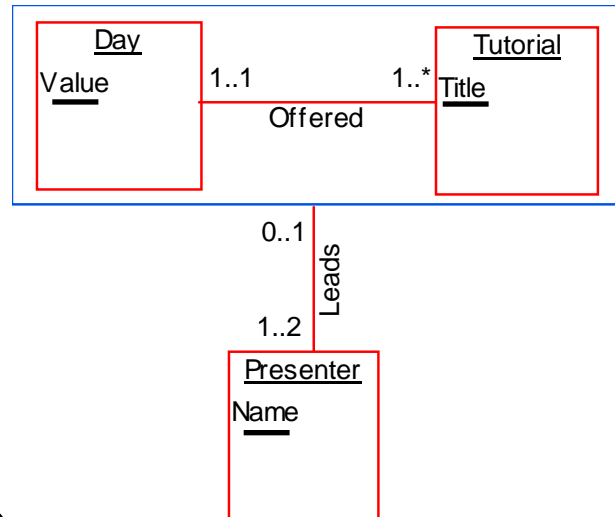 Day
Tutorial
Value
1..1
1..*
Title
Offered
0..1
Leads
1..2
Presenter
Name